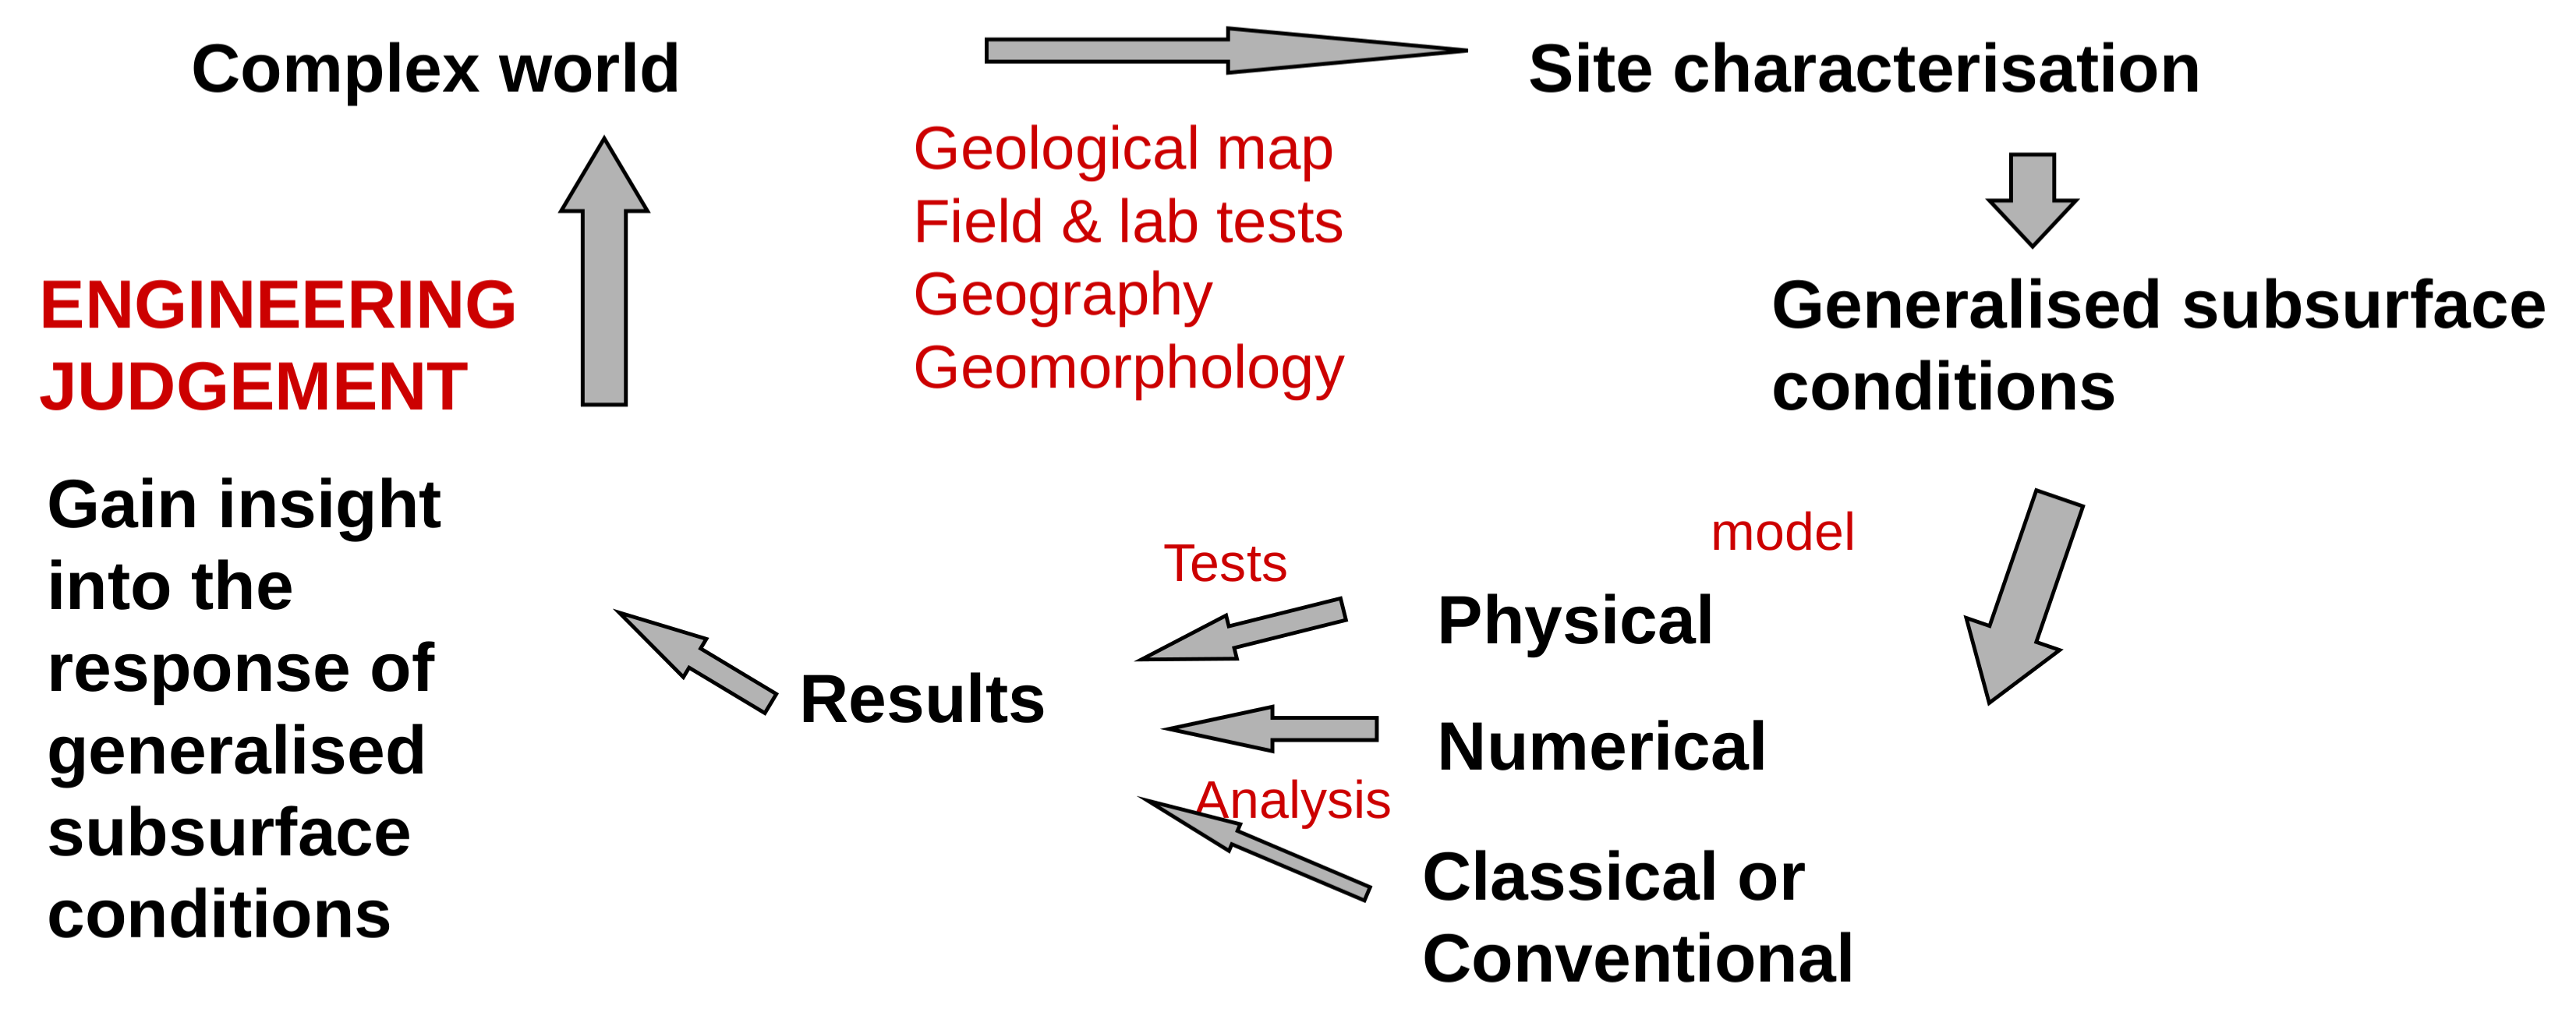 Complex world
Site characterisation
Geological map
Field & lab tests
Geography
Geomorphology
ENGINEERING
JUDGEMENT
Generalised subsurface
conditions
Gain insight
into the
response of
generalised
subsurface
conditions
model
Tests
Physical
Results
Numerical
Analysis
Classical or
Conventional